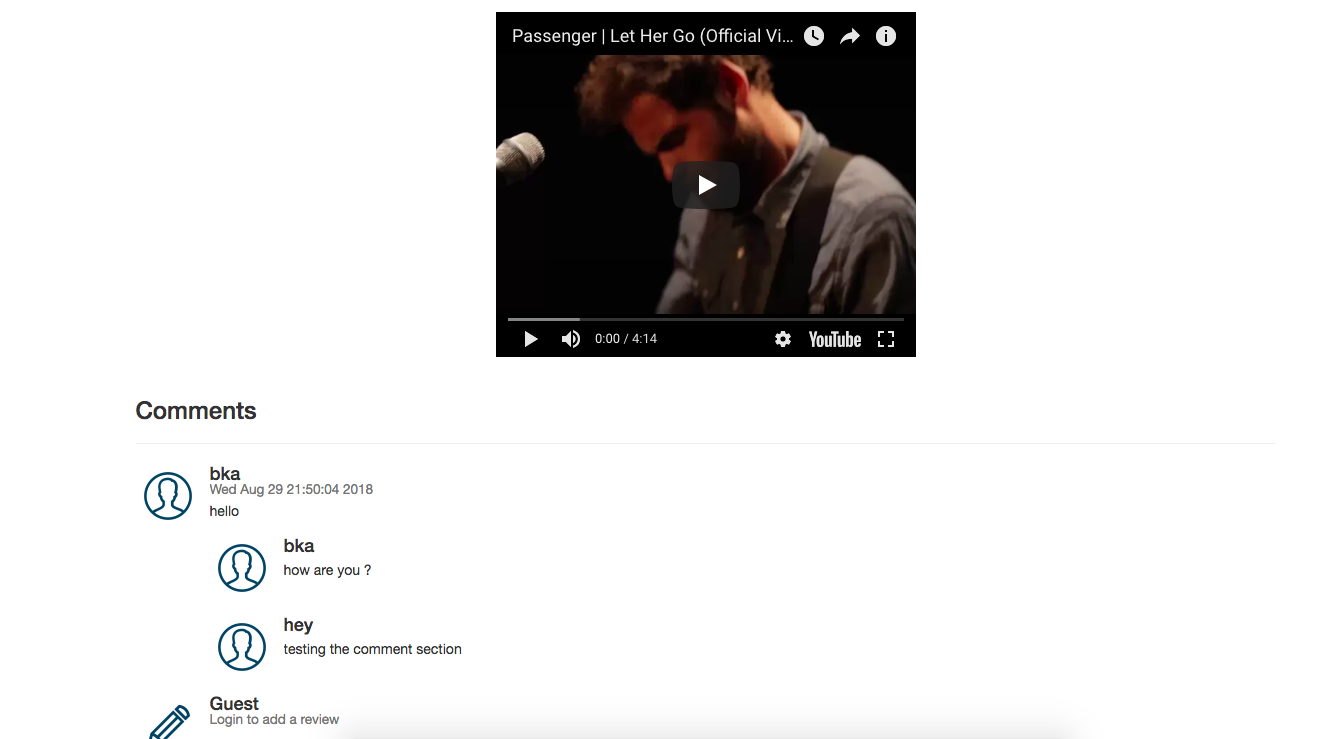 Passenger | Let Her Go (Official Vi...
0:00 / 4:14
YouTube
Comments
bka
Wed Aug 29 21:50:04 2018
hello
bka
how are you ?
hey
testing the comment section
Guest
Login to add a review